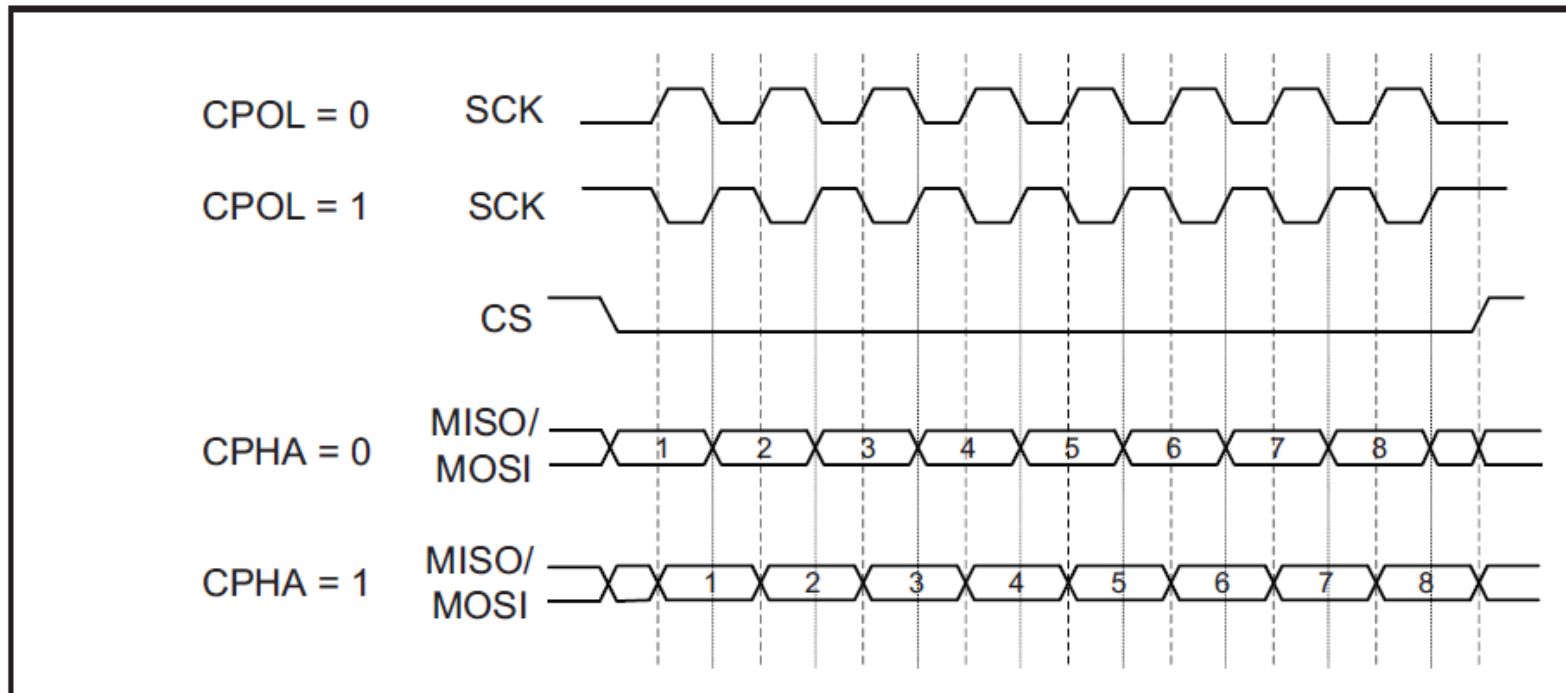 CPOL = 0 SCK
CPOL = 1 SCK
CS
CPHA = 0 MISO/
MOSI 1 2 3 4 5 6 7 8
CPHA = 1 MISO/
MOSI 1 2 3 4 5 6 7 8